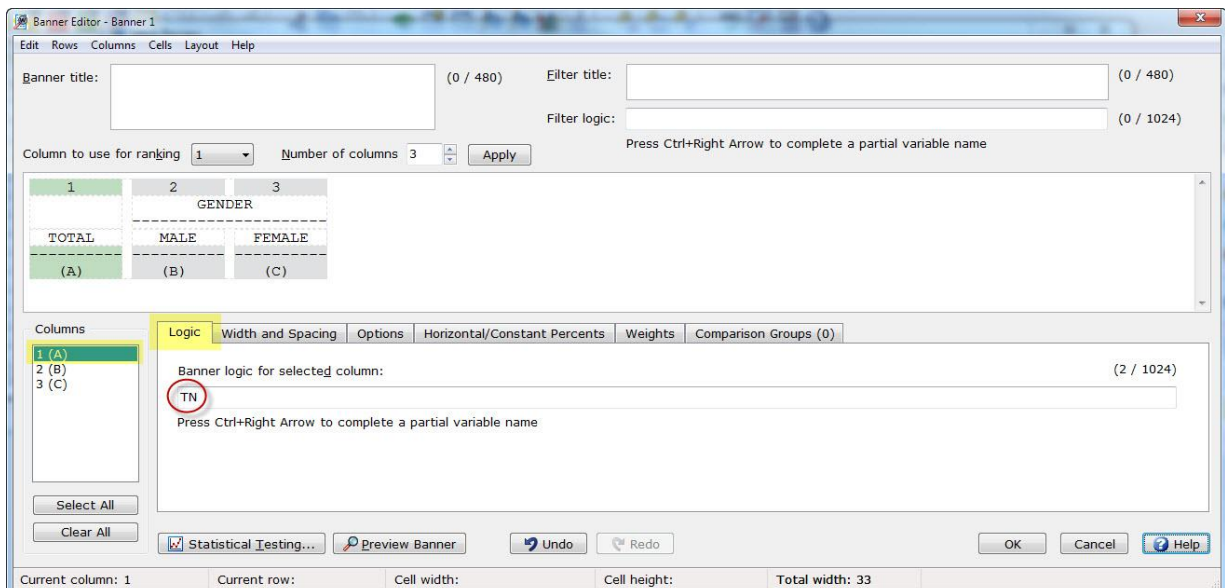 Banner Editor - Banner 1
Edit Rows Columns Cells Layout Help
Banner title: (0 / 480) Filter title: (0 / 480)
Filter logic: (0 / 1024)
Press Ctrl+Right Arrow to complete a partial variable name
Column to use for ranking 1 Number of columns 3 Apply
1 2 3
GENDER
--------------------
TOTAL MALE FEMALE
---------- --------- ---------
(A) (B) (C)
Columns
1 (A)
2 (B)
3 (C)
Select All
Clear All
Logic Width and Spacing Options Horizontal/Constant Percents Weights Comparison Groups (0)
Banner logic for selected column: (2 / 1024)
TN
Press Ctrl+Right Arrow to complete a partial variable name
Statistical Testing... Preview Banner Undo Redo OK Cancel Help
Current column: 1 Current row: Cell width: Cell height: Total width: 33